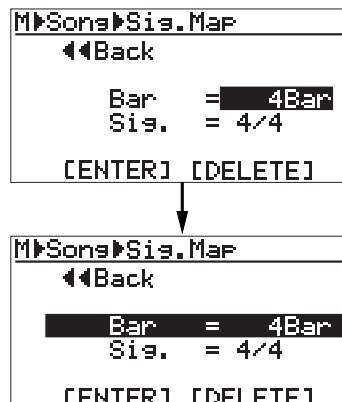 M▶Song▶Sig.Map
◀◀Back
Bar = 4Bar
Sig. = 4/4
[ENTER] [DELETE]
M▶Song▶Sig.Map
◀◀Back
Bar = 4Bar
Sig. = 4/4
[ENTER] [DELETE]